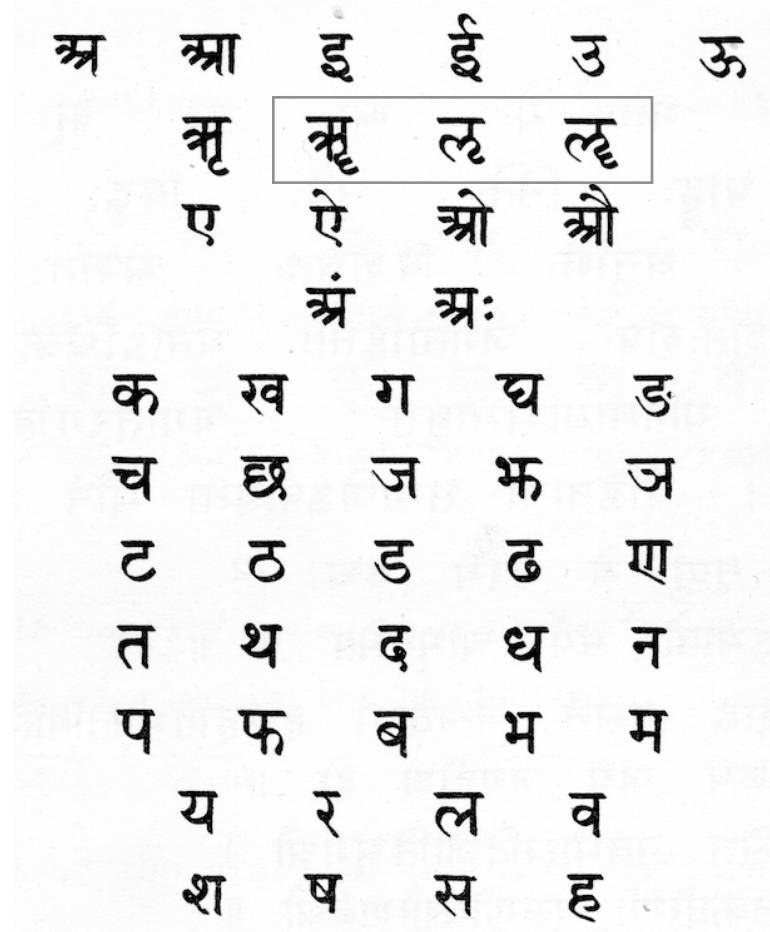 अ आ इ ई उ ऊ
ऋ ॠ ऌ ॡ
ए ऐ ओ औ
अं अः
क ख ग घ ङ
च छ ज झ ञ
ट ठ ड ढ ण
त थ द ध न
प फ ब भ म
य र ल व
श ष स ह